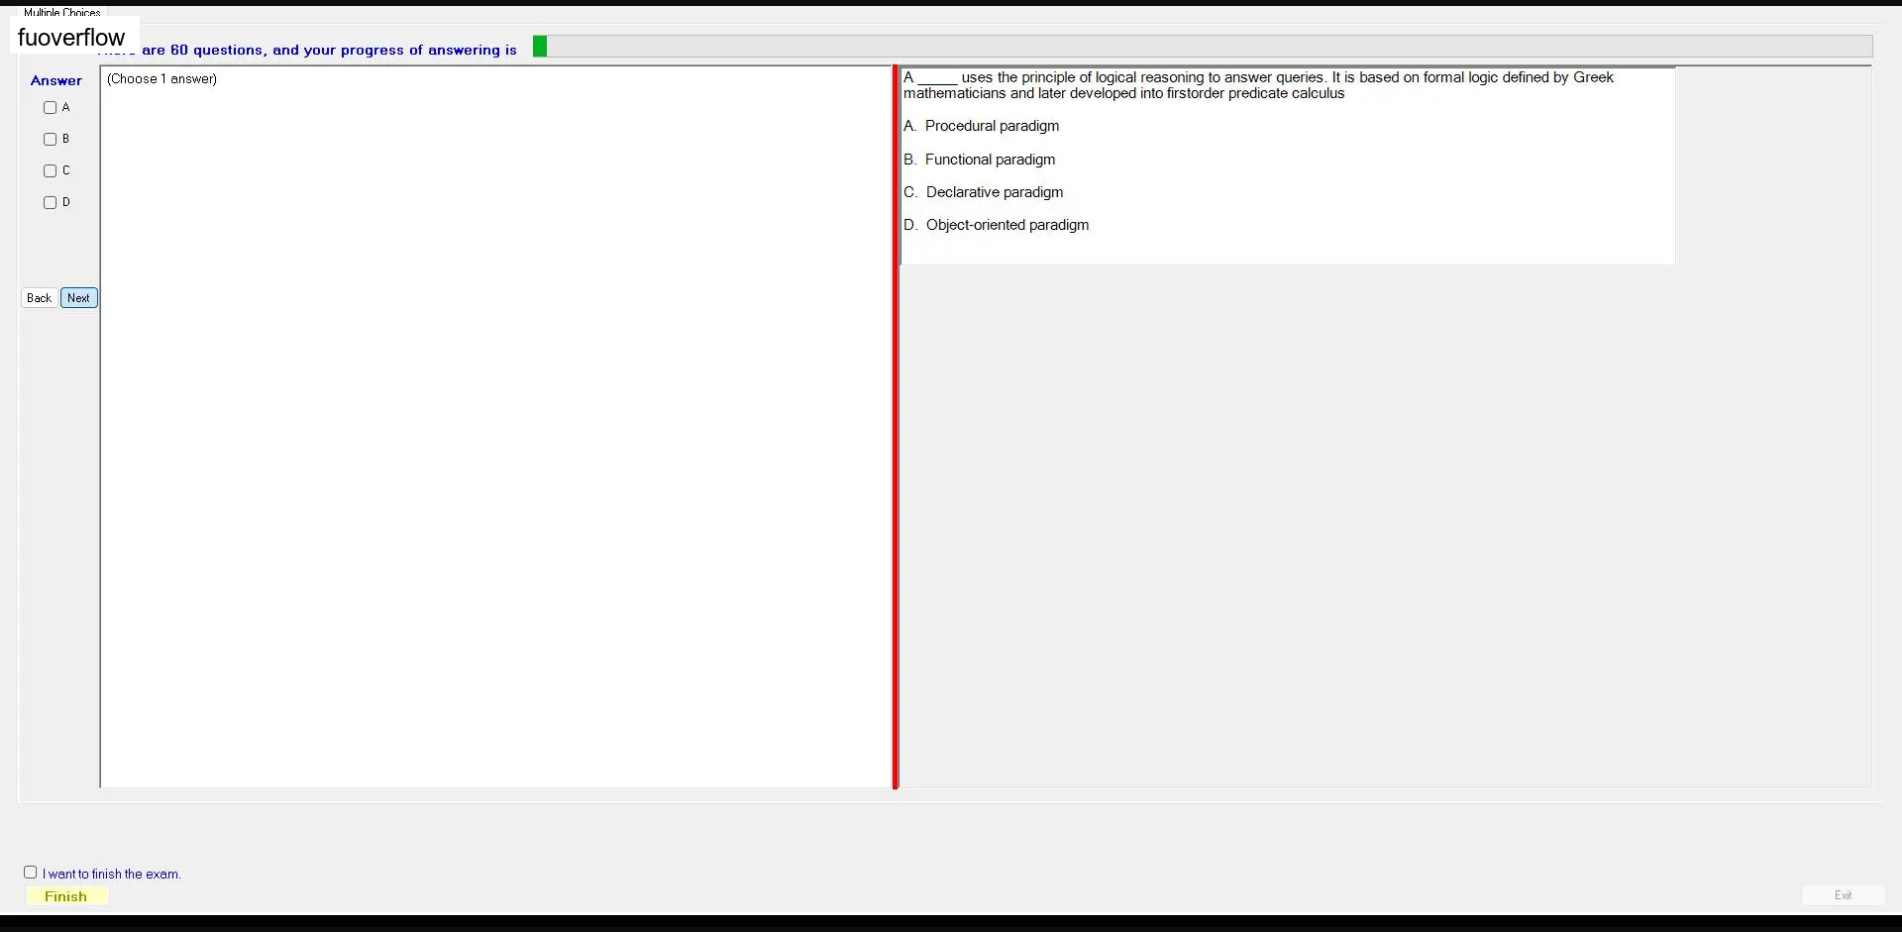 Multiple Choices
fuoverflow
are 60 questions, and your progress of answering is
Answer
A
B
C
D
Back Next
(Choose 1 answer)
A _____ uses the principle of logical reasoning to answer queries. It is based on formal logic defined by Greek
mathematicians and later developed into firstorder predicate calculus
A. Procedural paradigm
B. Functional paradigm
C. Declarative paradigm
D. Object-oriented paradigm
I want to finish the exam.
Finish
Exit